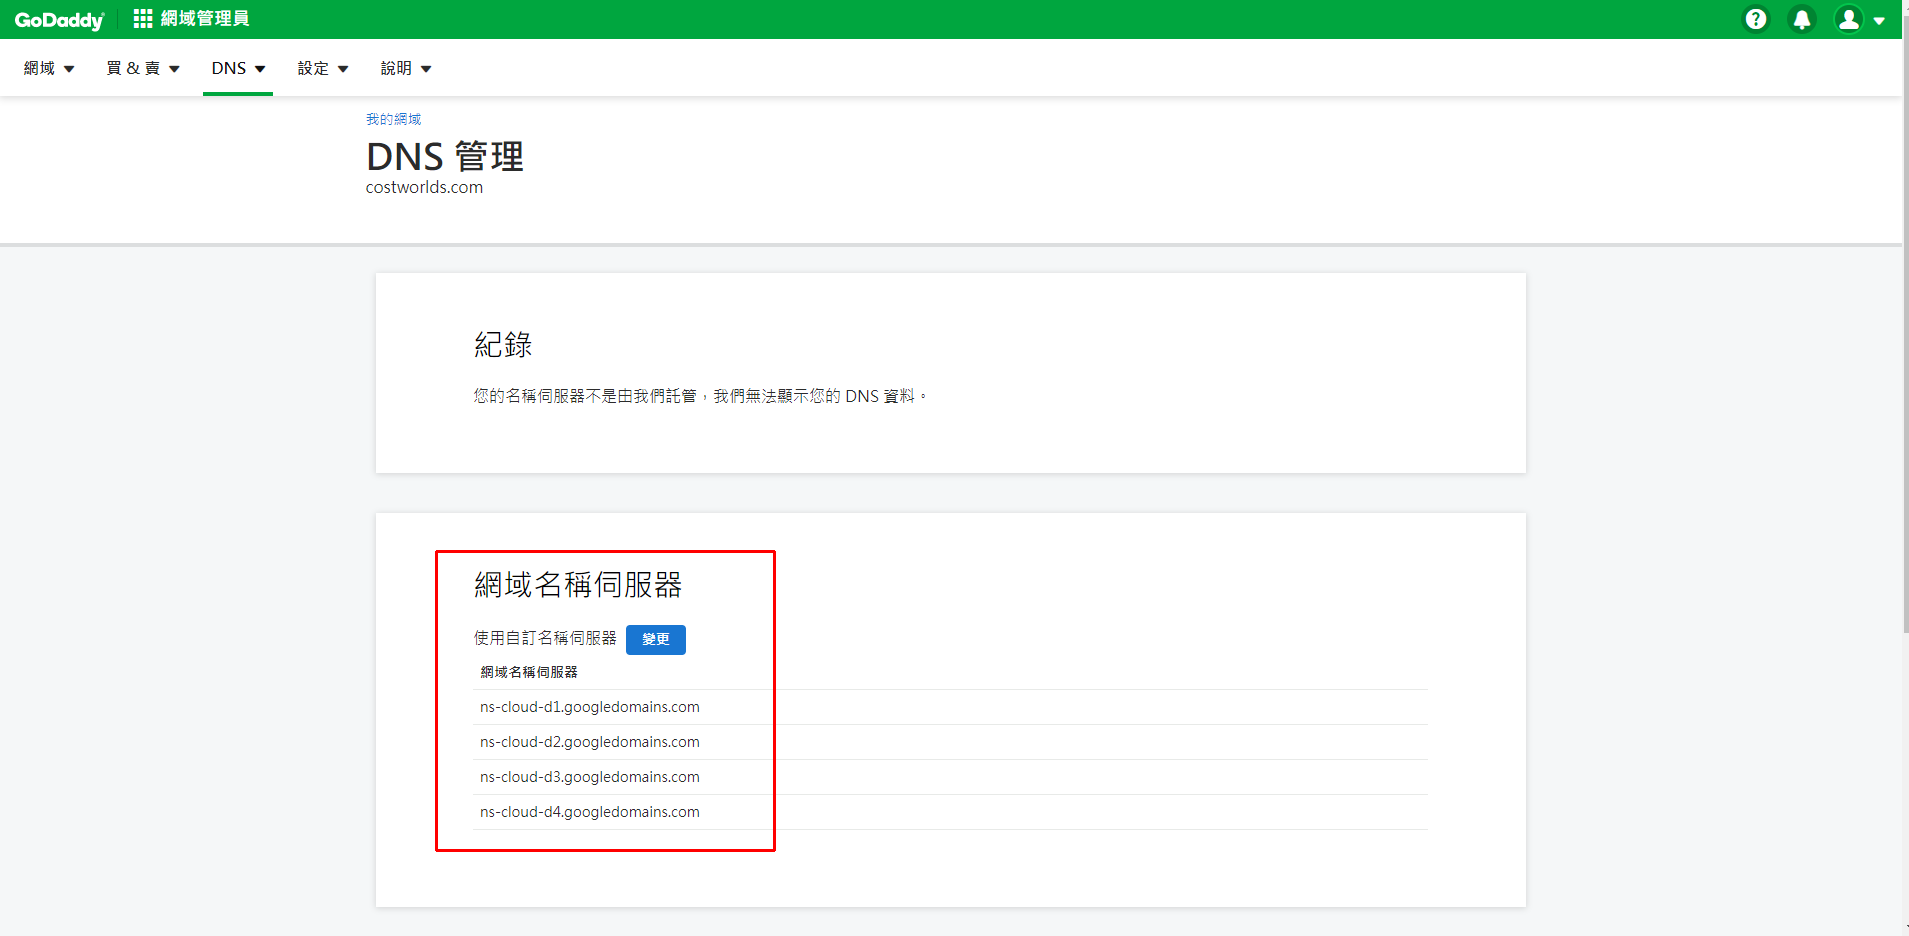 GoDaddy 網域管理員
網域 買 & 賣 DNS 設定 說明
我的網域
DNS 管理
costworlds.com
紀錄
您的名稱伺服器不是由我們託管，我們無法顯示您的 DNS 資料。
網域名稱伺服器
使用自訂名稱伺服器 變更
網域名稱伺服器
ns-cloud-d1.googledomains.com
ns-cloud-d2.googledomains.com
ns-cloud-d3.googledomains.com
ns-cloud-d4.googledomains.com